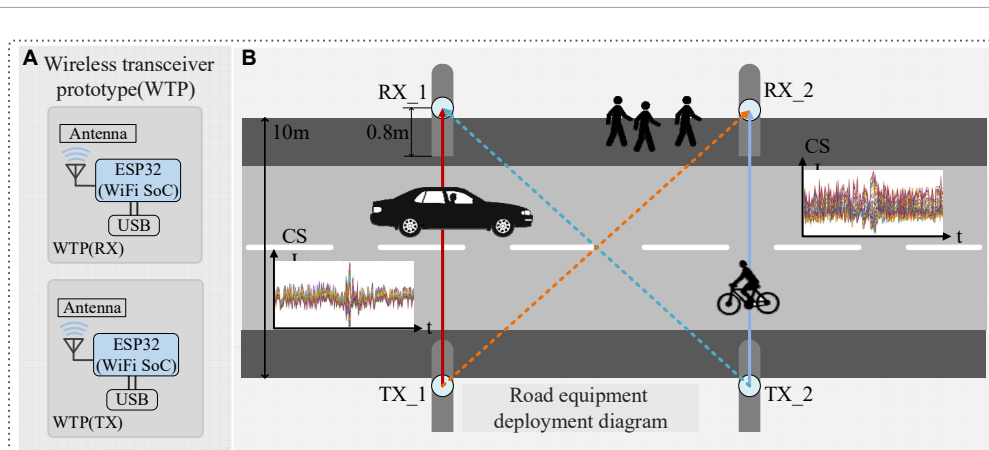 A
Wireless transceiver
prototype(WTP)
Antenna
ESP32
(WiFi SoC)
USB
WTP(RX)
Antenna
ESP32
(WiFi SoC)
USB
WTP(TX)
B
RX_1
RX_2
10m
0.8m
CS
I
t
CS
I
t
TX_1
TX_2
Road equipment
deployment diagram